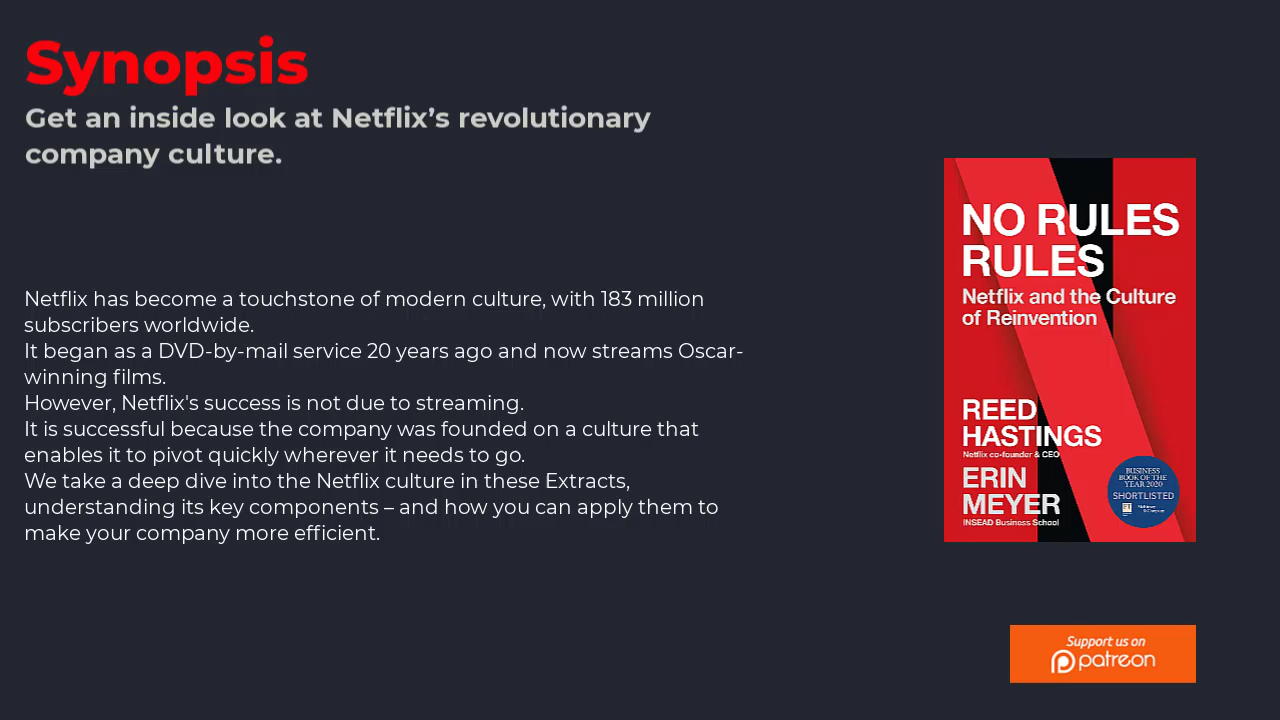 Synopsis
Get an inside look at Netflix’s revolutionary
company culture.
Netflix has become a touchstone of modern culture, with 183 million
subscribers worldwide.
It began as a DVD-by-mail service 20 years ago and now streams Oscar-
winning films.
However, Netflix's success is not due to streaming.
It is successful because the company was founded on a culture that
enables it to pivot quickly wherever it needs to go.
We take a deep dive into the Netflix culture in these Extracts,
understanding its key components – and how you can apply them to
make your company more efficient.
NO RULES
RULES
Netflix and the Culture
of Reinvention
REED
HASTINGS
Netflix co-founder & CEO
ERIN
MEYER
INSEAD Business School
BUSINESS
BOOK OF THE
YEAR 2020
SHORTLISTED
FT
Support us on
patreon